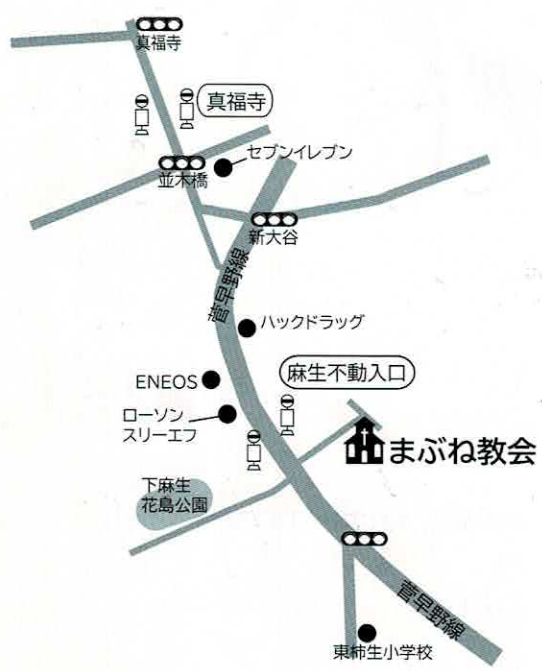 真福寺
真福寺
セブンイレブン
並木橋
新大谷
菅早野線
ハックドラッグ
麻生不動入口
ENEOS
ローソン
スリーエフ
まぶね教会
下麻生
花島公園
菅早野線
東柿生小学校